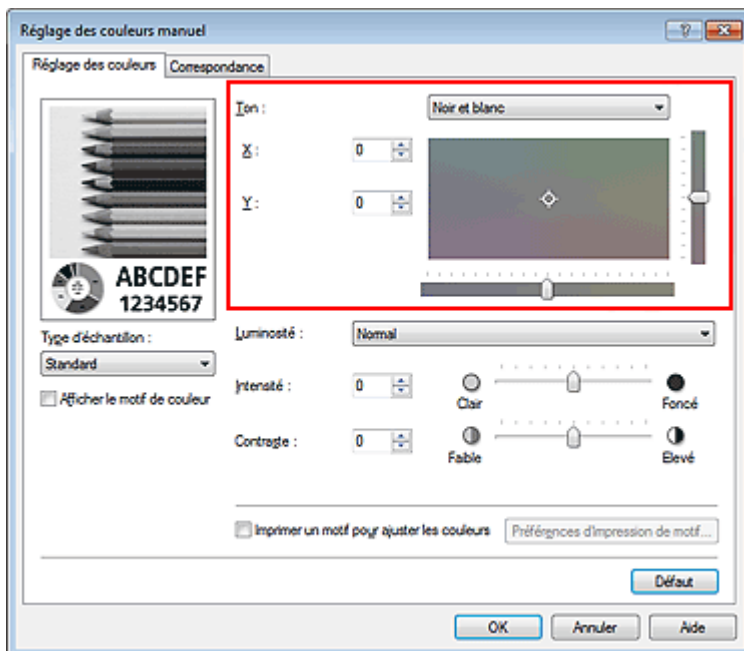 Réglage des couleurs manuel
Réglage des couleurs
Correspondance
Ton :
Noir et blanc
X :
0
Y :
0
ABCDEF
1234567
Type d'échantillon :
Standard
Afficher le motif de couleur
Luminosité :
Normal
Intensité :
0
Clair
Foncé
Contraste :
0
Faible
Elevé
Imprimer un motif pour ajuster les couleurs
Préférences d'impression de motif...
Défaut
OK
Annuler
Aide